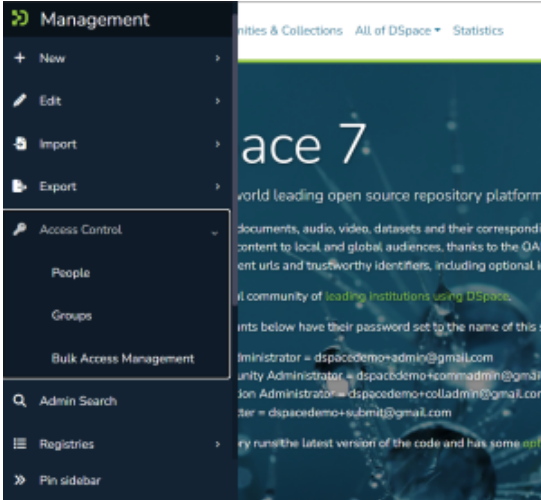 Management
New
Edit
Import
Export
Access Control
People
Groups
Bulk Access Management
Admin Search
Registries
Pin sidebar
nities & Collections All of DSpace Statistics
ace 7
world leading open source repository platform
documents, audio, video, datasets and their correspondi
content to local and global audiences, thanks to the OA
ent urls and trustworthy identifiers, including optional i
l community of leading institutions using DSpace.
nts below have their password set to the name of this s
dministrator = dspacedemo+admin@gmail.com
unity Administrator = dspacedemo+commadmin@gmai
ion Administrator = dspacedemo+colladmin@gmail.com
tter = dspacedemo+submit@gmail.com
ry runs the latest version of the code and has some